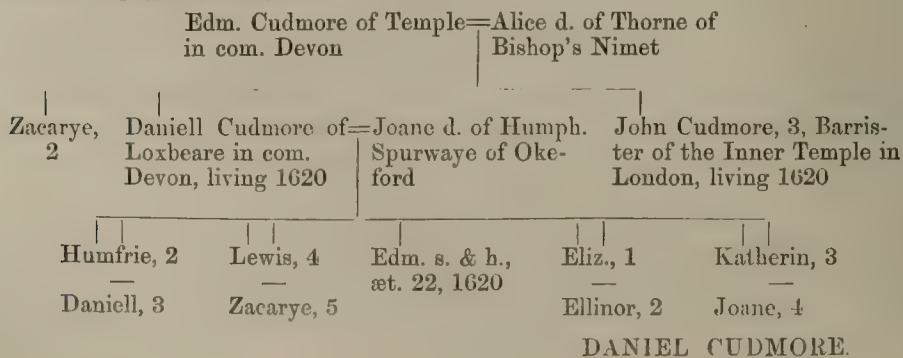 Edm. Cudmore of Temple=Alice d. of Thorne of
in com. Devon Bishop's Nimet
Zacarye, Daniell Cudmore of=Joane d. of Humph. John Cudmore, 3, Barris-
2 Loxbeare in com. Spurwaye of Oke- ter of the Inner Temple in
Devon, living 1620 ford London, living 1620
Humfrie, 2 Lewis, 4 Edm. s. & h., Eliz., 1 Katherin, 3
æt. 22, 1620
Daniell, 3 Zacarye, 5 Ellinor, 2 Joane, 4
DANIEL CUDMORE.